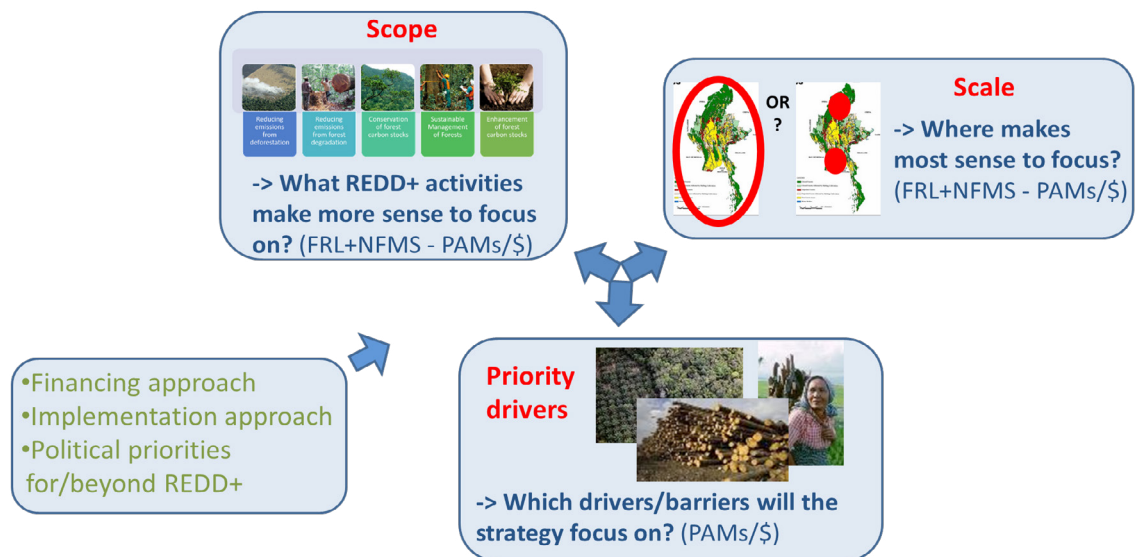 Scope
Reducing
emissions
from
deforestation
Reducing
emissions
from forest
degradation
Conservation
of forest
carbon stocks
Sustainable
Management
of Forests
Enhancement
of forest
carbon stocks
-> What REDD+ activities
make more sense to focus
on? (FRL+NFMS - PAMs/$)
OR
?
Scale
-> Where makes
most sense to focus?
(FRL+NFMS - PAMs/$)
•Financing approach
•Implementation approach
•Political priorities
for/beyond REDD+
Priority
drivers
-> Which drivers/barriers will the
strategy focus on? (PAMs/$)